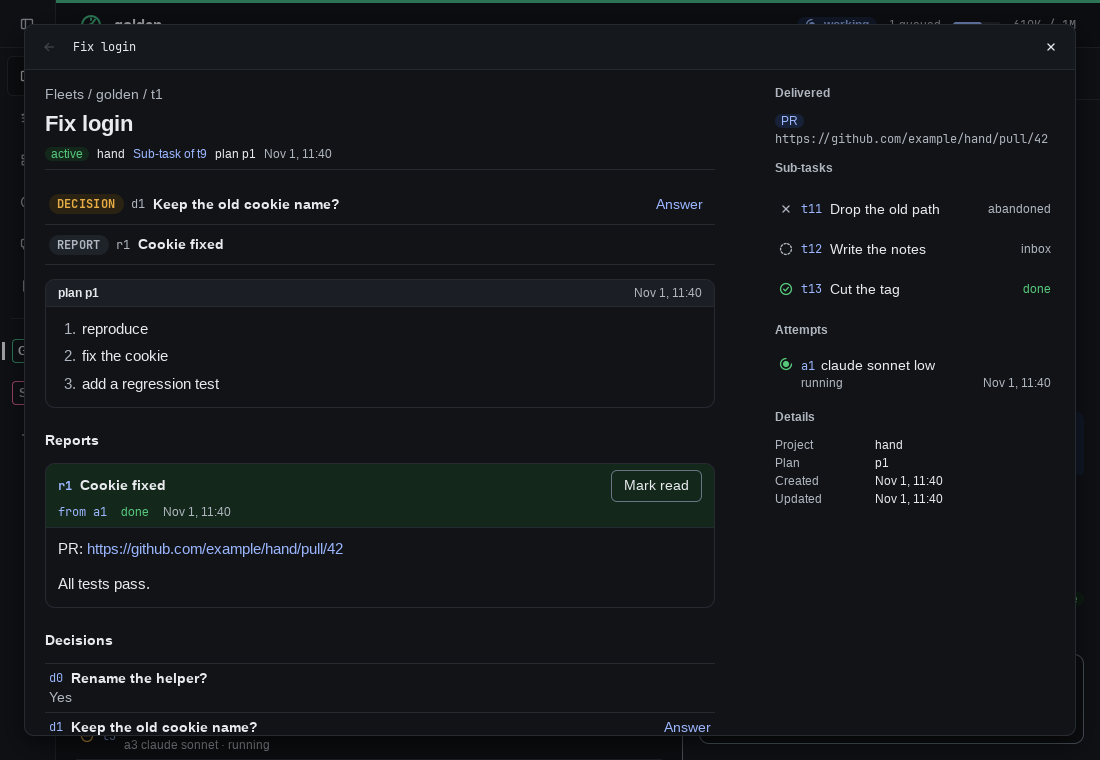 golden
working
1 queued
619K / 1M
Fix login
Fleets / golden / t1
Fix login
active hand Sub-task of t9 plan p1 Nov 1, 11:40
DECISION d1 Keep the old cookie name? Answer
REPORT r1 Cookie fixed
plan p1 Nov 1, 11:40
1. reproduce
2. fix the cookie
3. add a regression test
Reports
r1 Cookie fixed Mark read
from a1 done Nov 1, 11:40
PR: https://github.com/example/hand/pull/42
All tests pass.
Decisions
d0 Rename the helper?
Yes
d1 Keep the old cookie name? Answer
Delivered
PR
https://github.com/example/hand/pull/42
Sub-tasks
t11 Drop the old path abandoned
t12 Write the notes inbox
t13 Cut the tag done
Attempts
a1 claude sonnet low
running Nov 1, 11:40
Details
Project hand
Plan p1
Created Nov 1, 11:40
Updated Nov 1, 11:40
a3 claude sonnet · running